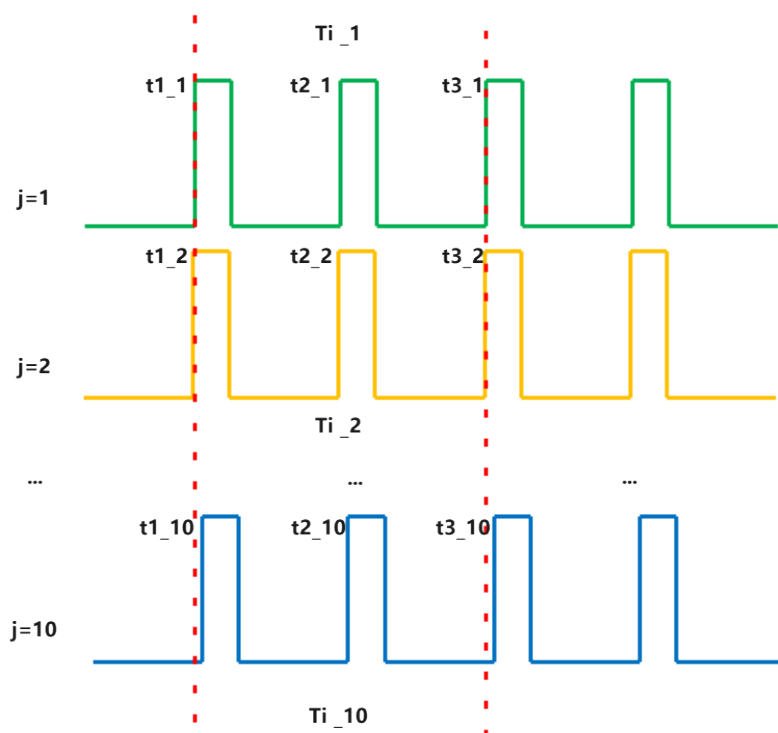 Ti _1
t1_1 t2_1 t3_1
j=1
t1_2 t2_2 t3_2
j=2
Ti _2
... ... ...
t1_10 t2_10 t3_10
j=10
Ti _10